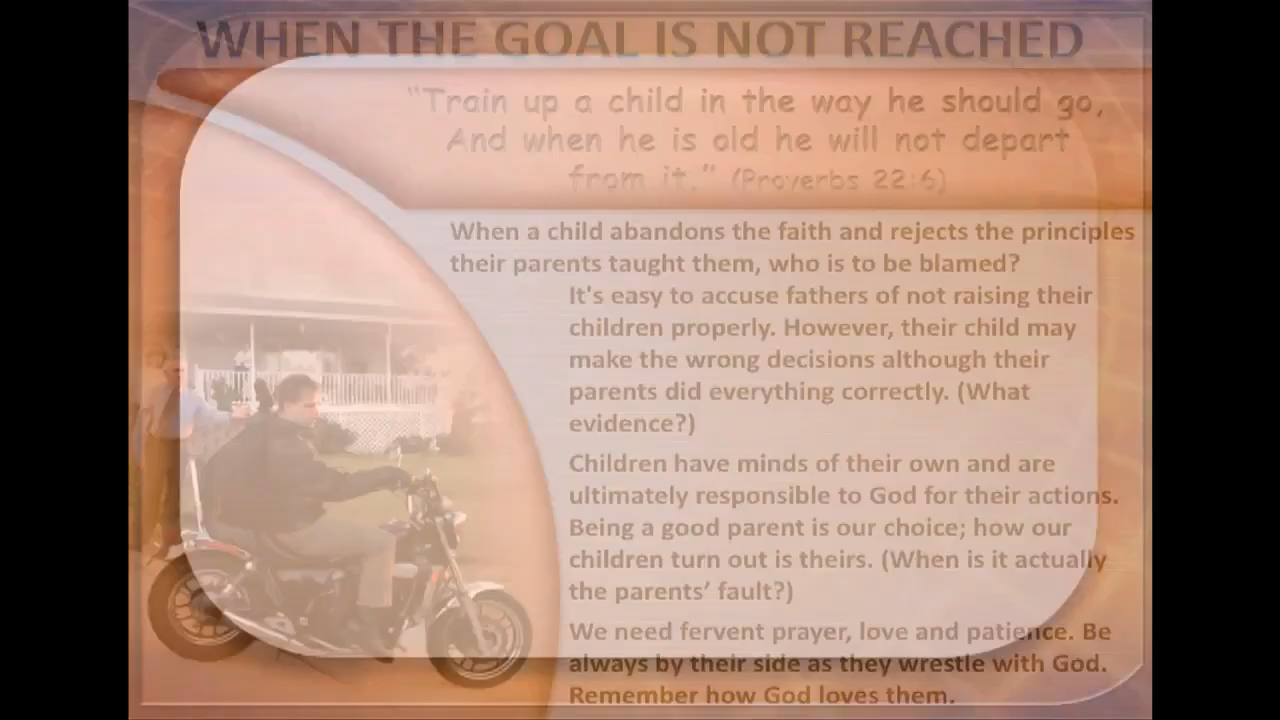 WHEN THE GOAL IS NOT REACHED
“Train up a child in the way he should go,
And when he is old he will not depart
from it.” (Proverbs 22:6)
When a child abandons the faith and rejects the principles
their parents taught them, who is to be blamed?
It's easy to accuse fathers of not raising their
children properly. However, their child may
make the wrong decisions although their
parents did everything correctly. (What
evidence?)
Children have minds of their own and are
ultimately responsible to God for their actions.
Being a good parent is our choice; how our
children turn out is theirs. (When is it actually
the parents’ fault?)
We need fervent prayer, love and patience. Be
always by their side as they wrestle with God.
Remember how God loves them.